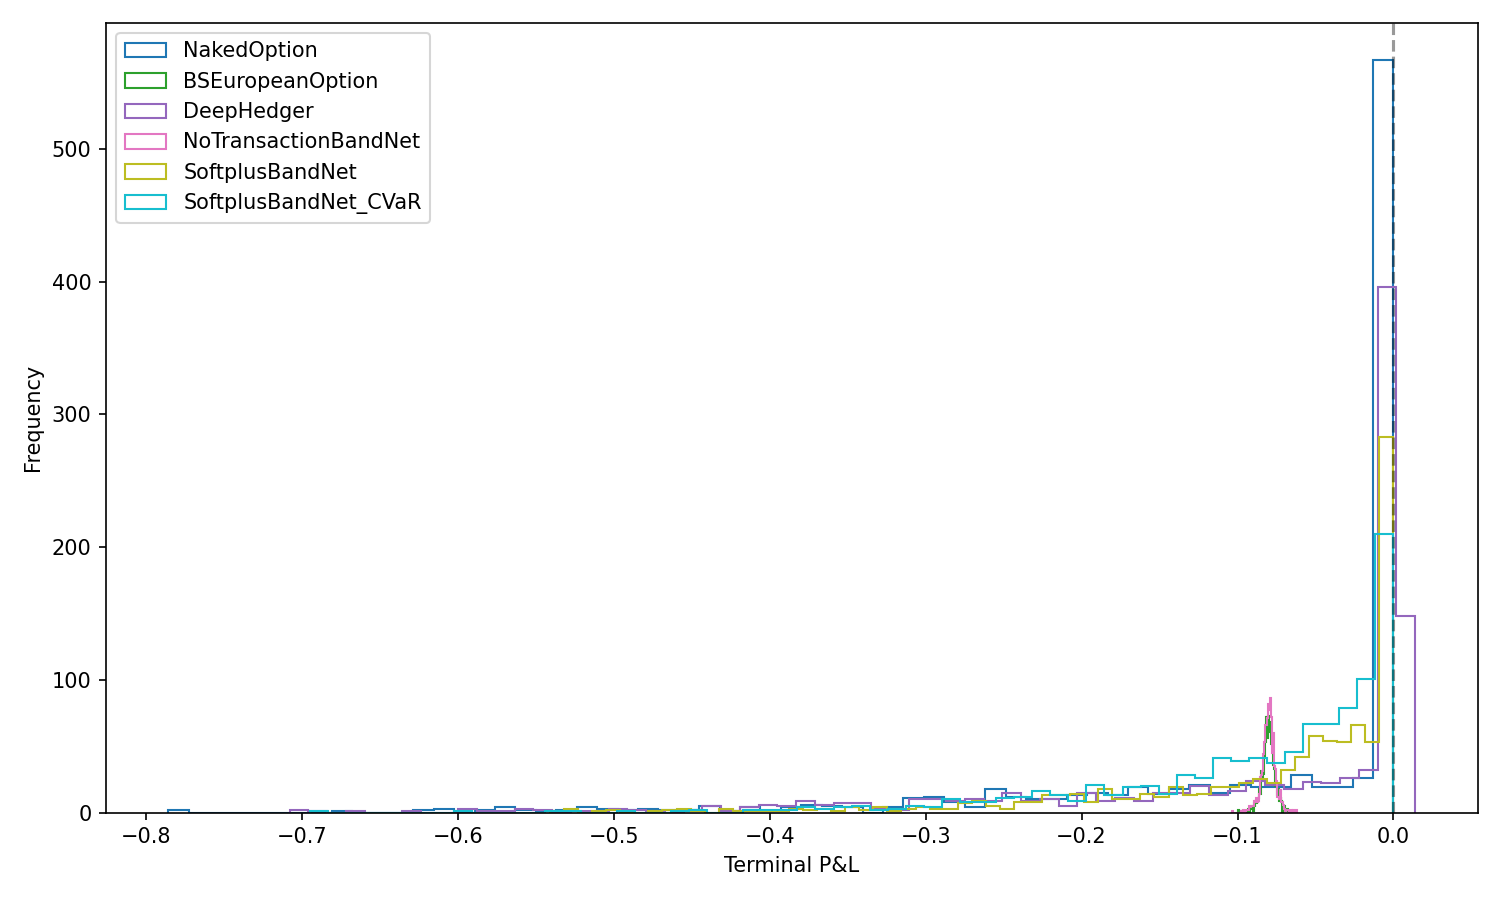 NakedOption
BSEuropeanOption
DeepHedger
NoTransactionBandNet
SoftplusBandNet
SoftplusBandNet_CVaR
Frequency
500
400
300
200
100
0
−0.8 −0.7 −0.6 −0.5 −0.4 −0.3 −0.2 −0.1 0.0
Terminal P&L